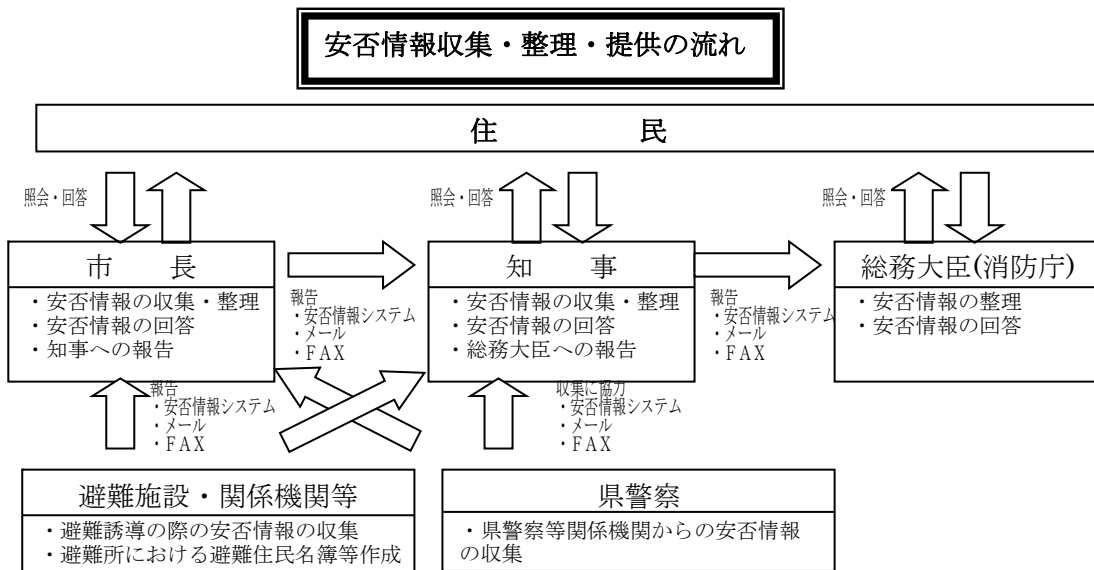 安否情報収集・整理・提供の流れ
住　　民
照会・回答
照会・回答
照会・回答
市　長
・安否情報の収集・整理
・安否情報の回答
・知事への報告
報告
・安否情報システム
・メール
・ＦＡＸ
知　事
・安否情報の収集・整理
・安否情報の回答
・総務大臣への報告
報告
・安否情報システム
・メール
・ＦＡＸ
総務大臣(消防庁)
・安否情報の整理
・安否情報の回答
報告
・安否情報システム
・メール
・ＦＡＸ
収集に協力
・安否情報システム
・メール
・ＦＡＸ
避難施設・関係機関等
・避難誘導の際の安否情報の収集
・避難所における避難住民名簿等作成
県警察
・県警察等関係機関からの安否情報
の収集